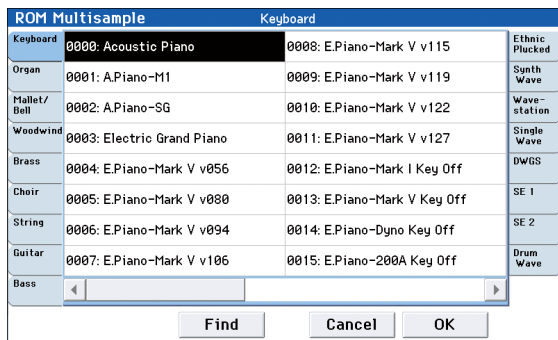 ROM Multisample Keyboard
Keyboard
Organ
Mallet/
Bell
Woodwind
Brass
Choir
String
Guitar
Bass
0000: Acoustic Piano
0001: A.Piano-M1
0002: A.Piano-SG
0003: Electric Grand Piano
0004: E.Piano-Mark V v056
0005: E.Piano-Mark V v080
0006: E.Piano-Mark V v094
0007: E.Piano-Mark V v106
0008: E.Piano-Mark V v115
0009: E.Piano-Mark V v119
0010: E.Piano-Mark V v122
0011: E.Piano-Mark V v127
0012: E.Piano-Mark I Key Off
0013: E.Piano-Mark V Key Off
0014: E.Piano-Dyno Key Off
0015: E.Piano-200A Key Off
Ethnic
Plucked
Synth
Wave
Wave-
station
Single
Wave
DWGS
SE 1
SE 2
Drum
Wave
Find Cancel OK